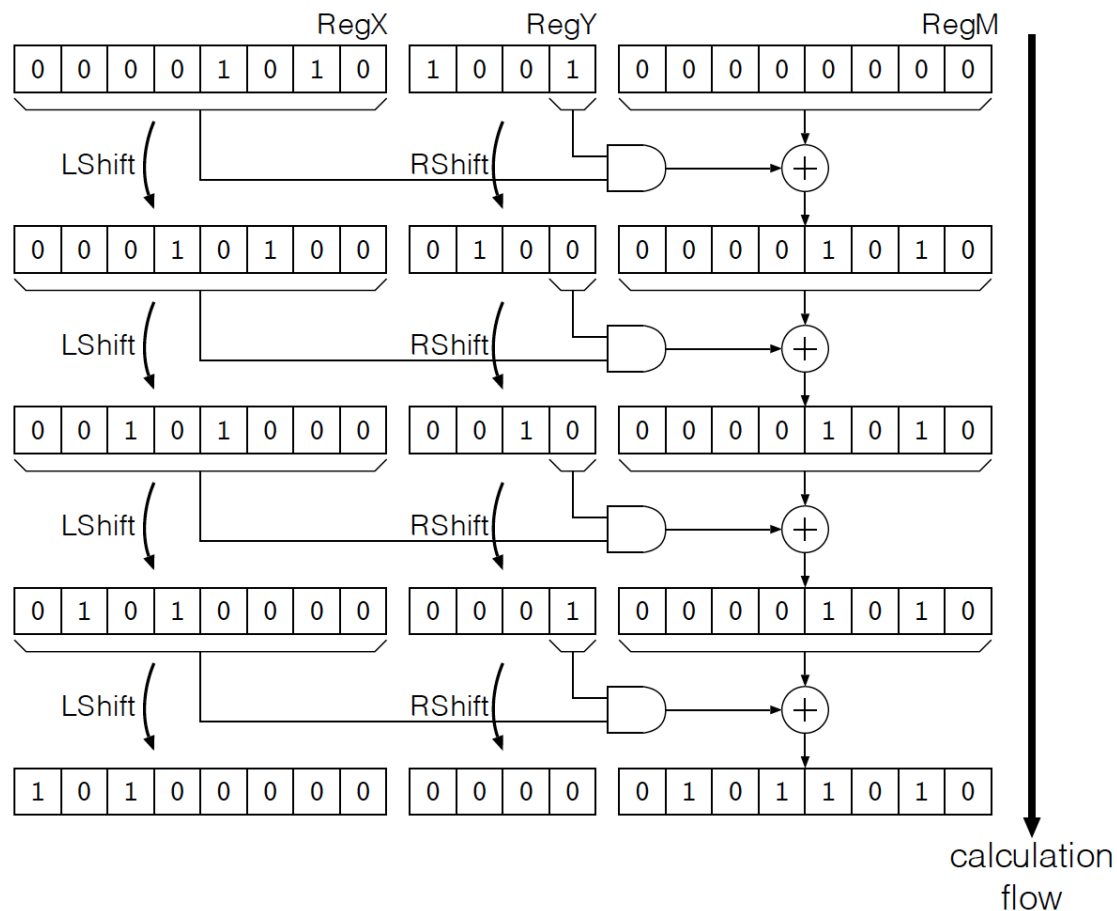 RegX RegY RegM
0 0 0 0 1 0 1 0 1 0 0 1 0 0 0 0 0 0 0 0
LShift RShift +
0 0 0 1 0 1 0 0 0 1 0 0 0 0 0 0 1 0 1 0
LShift RShift +
0 0 1 0 1 0 0 0 0 0 1 0 0 0 0 0 1 0 1 0
LShift RShift +
0 1 0 1 0 0 0 0 0 0 0 1 0 0 0 0 1 0 1 0
LShift RShift +
1 0 1 0 0 0 0 0 0 0 0 0 0 1 0 1 1 0 1 0
calculation
flow